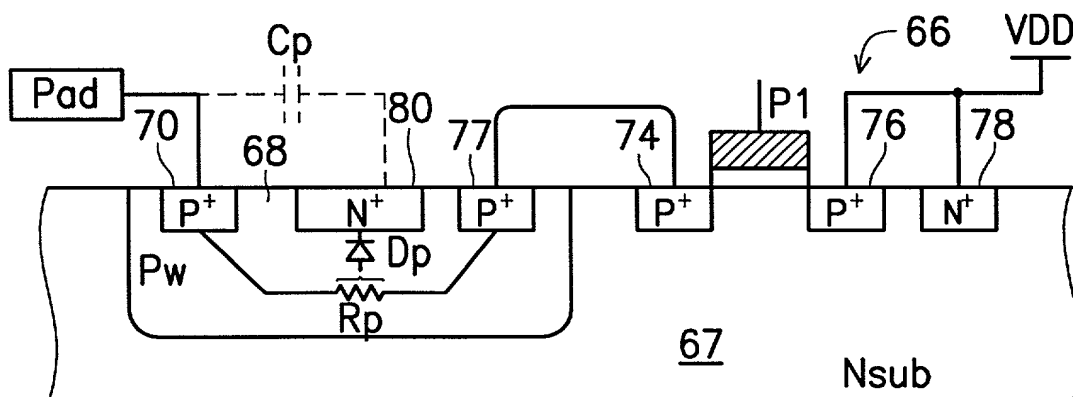 Cp
66
VDD
Pad
70
68
80
77
74
P1
76
78
P+
N+
P+
P+
P+
N+
Pw
Dp
Rp
67
Nsub